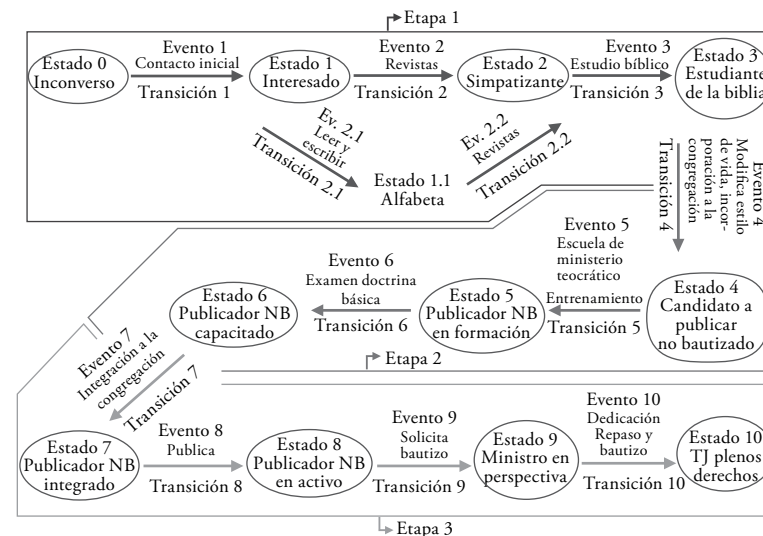 Etapa 1
Estado 0
Inconverso
Evento 1
Contacto inicial
Transición 1
Estado 1
Interesado
Evento 2
Revistas
Transición 2
Estado 2
Simpatizante
Evento 3
Estudio bíblico
Transición 3
Estado 3
Estudiante
de la biblia
Ev. 2.1
Leer y
escribir
Transición 2.1
Estado 1.1
Alfabeta
Ev. 2.2
Revistas
Transición 2.2
Evento 4
Modifica estilo
de vida, incor-
poración a la
congregación
Transición 4
Estado 4
Candidato a
publicar
no bautizado
Evento 5
Escuela de
ministerio
teocrático
Entrenamiento
Transición 5
Estado 5
Publicador NB
en formación
Evento 6
Examen doctrina
básica
Transición 6
Estado 6
Publicador NB
capacitado
Etapa 2
Evento 7
Integración a la
congregación
Transición 7
Estado 7
Publicador NB
integrado
Evento 8
Publica
Transición 8
Estado 8
Publicador NB
en activo
Evento 9
Solicita
bautizo
Transición 9
Estado 9
Ministro en
perspectiva
Evento 10
Dedicación
Repaso y
bautizo
Transición 10
Estado 10
TJ plenos
derechos
Etapa 3